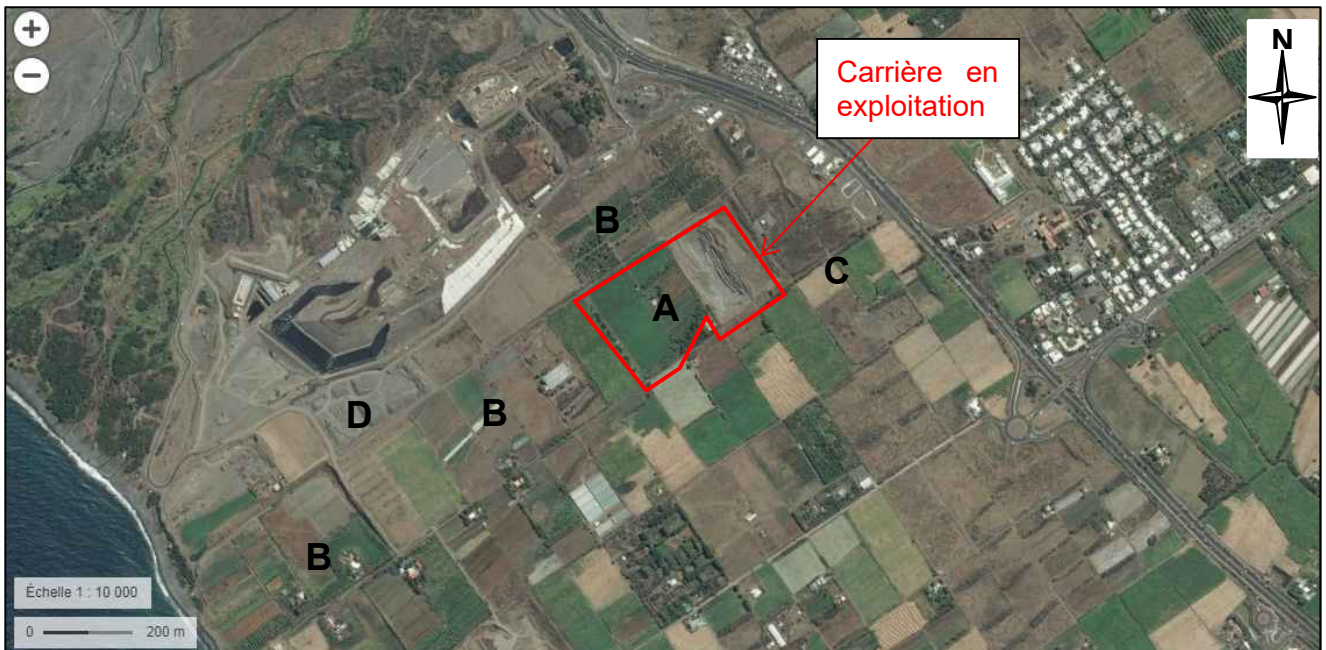 +
−
N
Carrière en
exploitation
B
C
A
D
B
B
Échelle 1 : 10 000
0 200 m